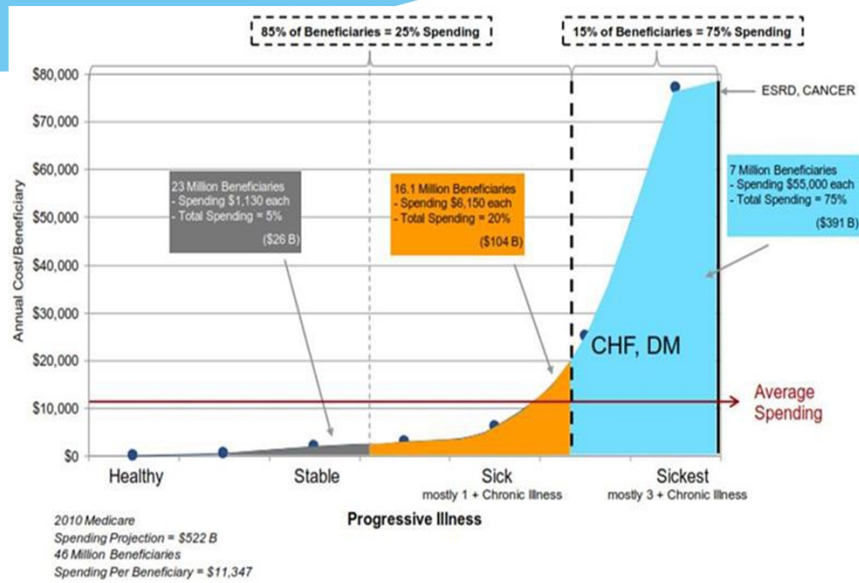 85% of Beneficiaries = 25% Spending
15% of Beneficiaries = 75% Spending
$80,000
$70,000
$60,000
$50,000
$40,000
$30,000
$20,000
$10,000
$0
Annual Cost/Beneficiary
ESRD, CANCER
23 Million Beneficiaries
- Spending $1,130 each
- Total Spending = 5%
($26 B)
16.1 Million Beneficiaries
- Spending $6,150 each
- Total Spending = 20%
($104 B)
7 Million Beneficiaries
- Spending $55,000 each
- Total Spending = 75%
($391 B)
CHF, DM
Average
Spending
Healthy
Stable
Sick
mostly 1 + Chronic Illness
Sickest
mostly 3 + Chronic Illness
Progressive Illness
2010 Medicare
Spending Projection = $522 B
46 Million Beneficiaries
Spending Per Beneficiary = $11,347